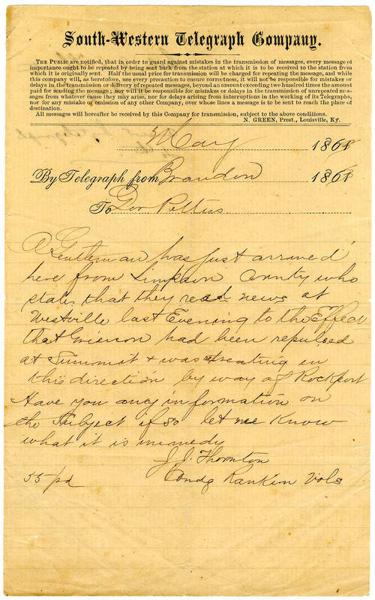 South-Western Telegraph Company.
THE PUBLIC are notified, that in order to guard against mistakes in the transmission of messages, every message of
importance ought to be repeated by being sent back from the station at which it is to be received to the station from
which it is originally sent. Half the usual price for transmission will be charged for repeating the message, and while
this company will, as heretofore, use every precaution to ensure correctness, it will not be responsible for mistakes or
delays in the transmission or delivery of repeated messages, beyond an amount exceeding two hundred times the amount
paid for sending the message; nor will it be responsible for mistakes or delays in the transmission of unrepeated mes-
sages from whatever cause they may arise, nor for delays arising from interruptions in the working of its Telegraphs,
nor for any mistake or omission of any other Company, over whose lines a message is to be sent to reach the place of
destination.
All messages will hereafter be received by this Company for transmission, subject to the above conditions.
N. GREEN, Prest., Louisville, Ky.
May 186
By Telegraph from Brandon 186
To Gov Pettus
A Gentleman has just arrived
here from Simpson County who
stats that they read news at
Westville last Evening to the Effect
that Grierson had been repulsed
at Summit & was treating in
this direction by way of Rockport
Have you any information on
the Subject if so let me Know
what it is immedy
J. J. Thornton
Comdg Rankin Vols
55 pd